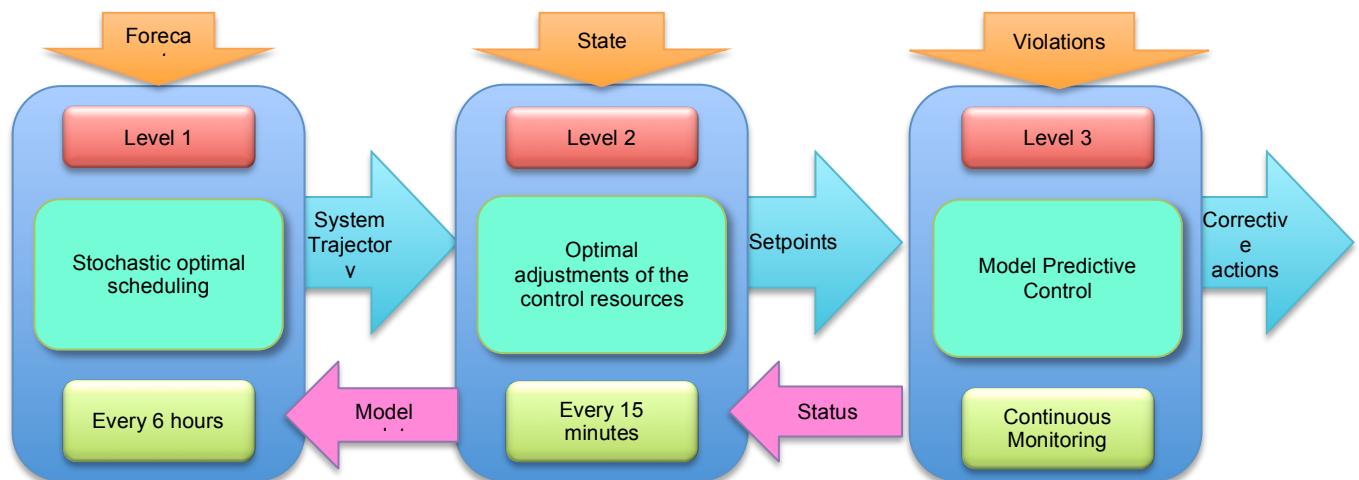 Foreca
State
Violations
Level 1
Level 2
Level 3
System
Trajector
Stochastic optimal
scheduling
Optimal
adjustments of the
control resources
Setpoints
Model Predictive
Control
Correctiv
e
actions
Every 6 hours
Model
Every 15
minutes
Status
Continuous
Monitoring